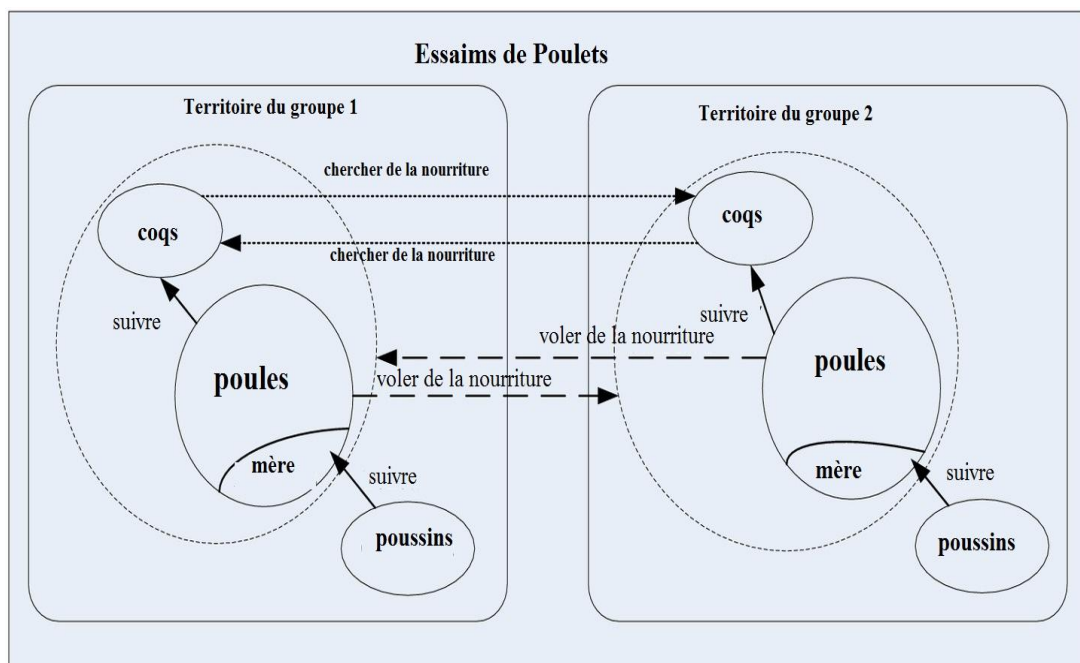 Essaims de Poulets
Territoire du groupe 1
Territoire du groupe 2
chercher de la nourriture
coqs
coqs
chercher de la nourriture
suivre
suivre
voler de la nourriture
poules
poules
voler de la nourriture
mère
suivre
mère
suivre
poussins
poussins